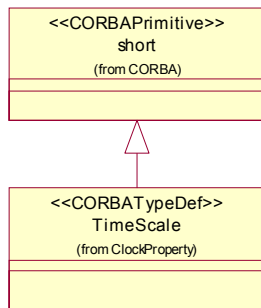 <<CORBAPrimitive>>
short
(from CORBA)
<<CORBATypeDef>>
TimeScale
(from ClockProperty)